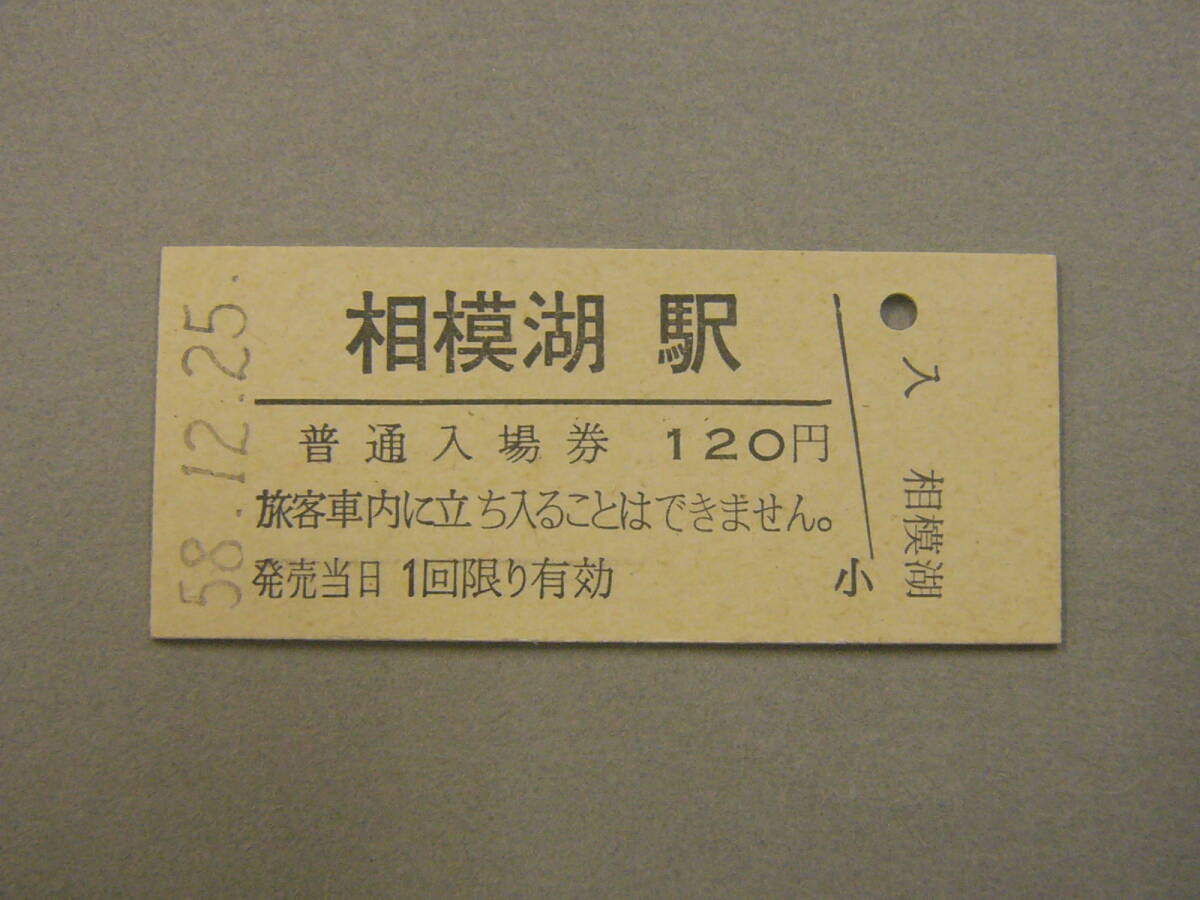 相模湖 駅
普通入場券 120円
旅客車内に立ち入ることはできません。
発売当日 1回限り有効
小
入 相模湖
58.12.25.